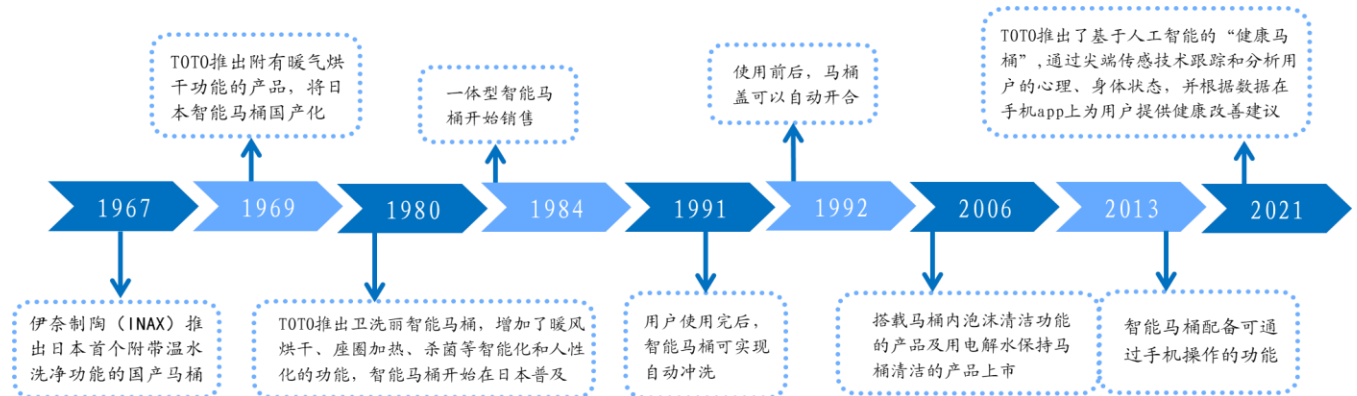 TOTO推出附有暖气烘
干功能的产品，将日
本智能马桶国产化
一体型智能马
桶开始销售
使用前后，马桶
盖可以自动开合
TOTO推出了基于人工智能的“健康马
桶”,通过尖端传感技术跟踪和分析用
户的心理、身体状态，并根据数据在
手机app上为用户提供健康改善建议
1967
1969
1980
1984
1991
1992
2006
2013
2021
伊奈制陶（INAX）推
出日本首个附带温水
洗净功能的国产马桶
TOTO推出卫洗丽智能马桶，增加了暖风
烘干、座圈加热、杀菌等智能化和人性
化的功能，智能马桶开始在日本普及
用户使用完后，
智能马桶可实现
自动冲洗
搭载马桶内泡沫清洁功能
的产品及用电解水保持马
桶清洁的产品上市
智能马桶配备可通
过手机操作的功能